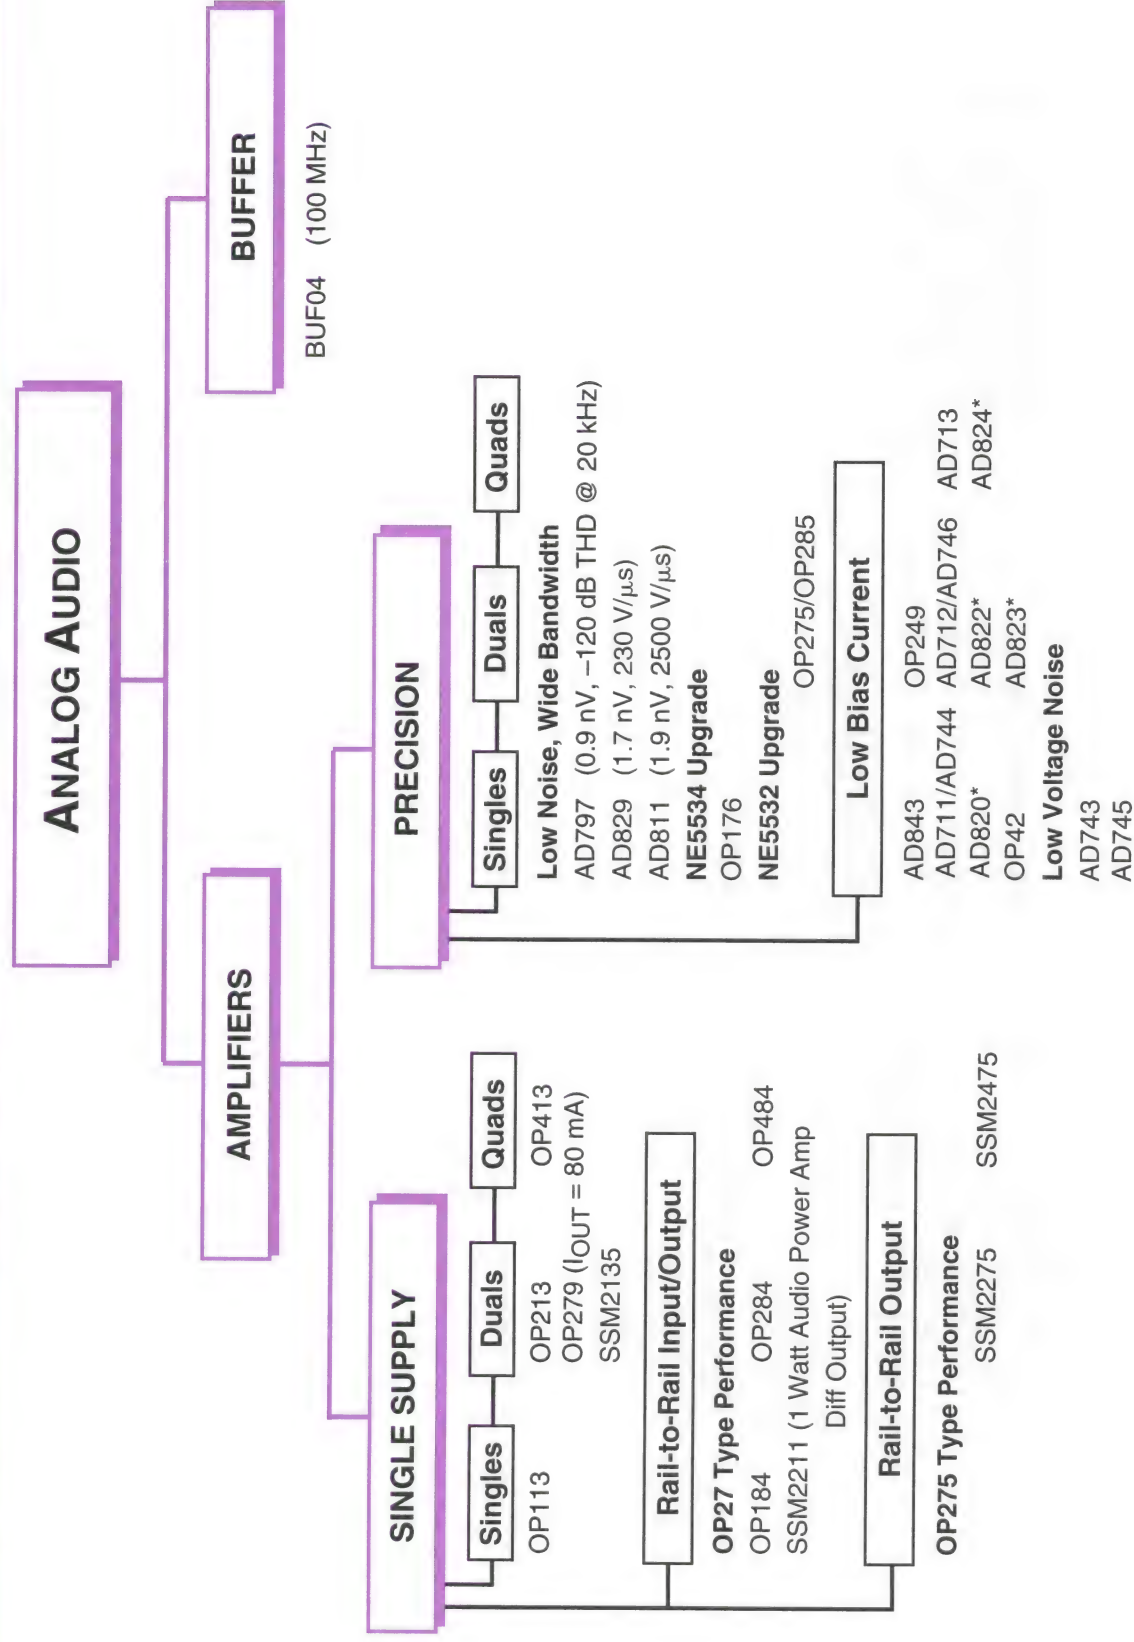 ANALOG AUDIO
AMPLIFIERS
BUFFER
BUF04 (100 MHz)
SINGLE SUPPLY
Singles Duals Quads
OP113 OP213 OP413
OP279 (IOUT = 80 mA)
SSM2135
Rail-to-Rail Input/Output
OP27 Type Performance
OP184 OP284 OP484
SSM2211 (1 Watt Audio Power Amp
Diff Output)
Rail-to-Rail Output
OP275 Type Performance
SSM2275 SSM2475
PRECISION
Singles Duals Quads
Low Noise, Wide Bandwidth
AD797 (0.9 nV, −120 dB THD @ 20 kHz)
AD829 (1.7 nV, 230 V/μs)
AD811 (1.9 nV, 2500 V/μs)
NE5534 Upgrade
OP176
NE5532 Upgrade
OP275/OP285
Low Bias Current
AD843 OP249
AD711/AD744 AD712/AD746 AD713
AD820* AD822* AD824*
OP42 AD823*
Low Voltage Noise
AD743
AD745